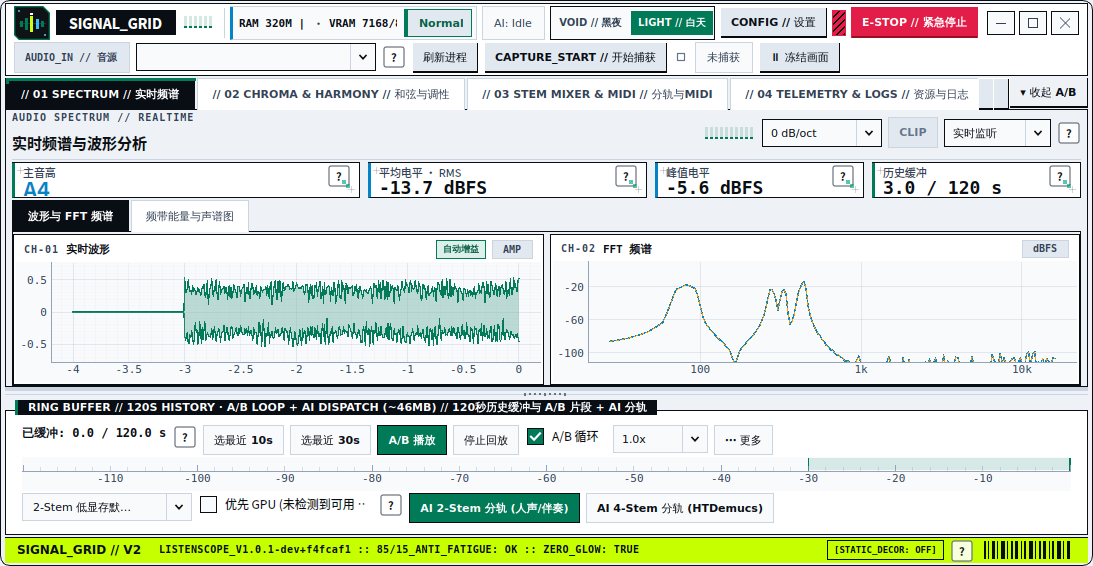 SIGNAL_GRID
RAM 320M | · VRAM 7168/8
Normal
AI: Idle
VOID // 黑夜
LIGHT // 白天
CONFIG // 设置
E-STOP // 紧急停止
AUDIO_IN // 音源
?
刷新进程
CAPTURE_START // 开始捕获
未捕获
⏸ 冻结画面
// 01 SPECTRUM // 实时频谱
// 02 CHROMA & HARMONY // 和弦与调性
// 03 STEM MIXER & MIDI // 分轨与MIDI
// 04 TELEMETRY & LOGS // 资源与日志
▾ 收起 A/B
AUDIO SPECTRUM // REALTIME
实时频谱与波形分析
0 dB/oct
CLIP
实时监听
?
主音高
?
A4
平均电平 · RMS
?
-13.7 dBFS
峰值电平
?
-5.6 dBFS
历史缓冲
?
3.0 / 120 s
波形与 FFT 频谱
频带能量与声谱图
CH-01 实时波形
自动增益
AMP
0.5
0
-0.5
-4 -3.5 -3 -2.5 -2 -1.5 -1 -0.5 0
CH-02 FFT 频谱
dBFS
-20
-60
-100
100 1k 10k
RING BUFFER // 120S HISTORY · A/B LOOP + AI DISPATCH (~46MB) // 120秒历史缓冲与 A/B 片段 + AI 分轨
已缓冲: 0.0 / 120.0 s
?
选最近 10s
选最近 30s
A/B 播放
停止回放
A/B 循环
1.0x
··· 更多
-110 -100 -90 -80 -70 -60 -50 -40 -30 -20 -10
2-Stem 低显存默…
优先 GPU (未检测到可用 ··
?
AI 2-Stem 分轨 (人声/伴奏)
AI 4-Stem 分轨 (HTDemucs)
SIGNAL_GRID // V2
LISTENSCOPE_V1.0.1-dev+f4fcaf1 :: 85/15_ANTI_FATIGUE: OK :: ZERO_GLOW: TRUE
[STATIC_DECOR: OFF]
?